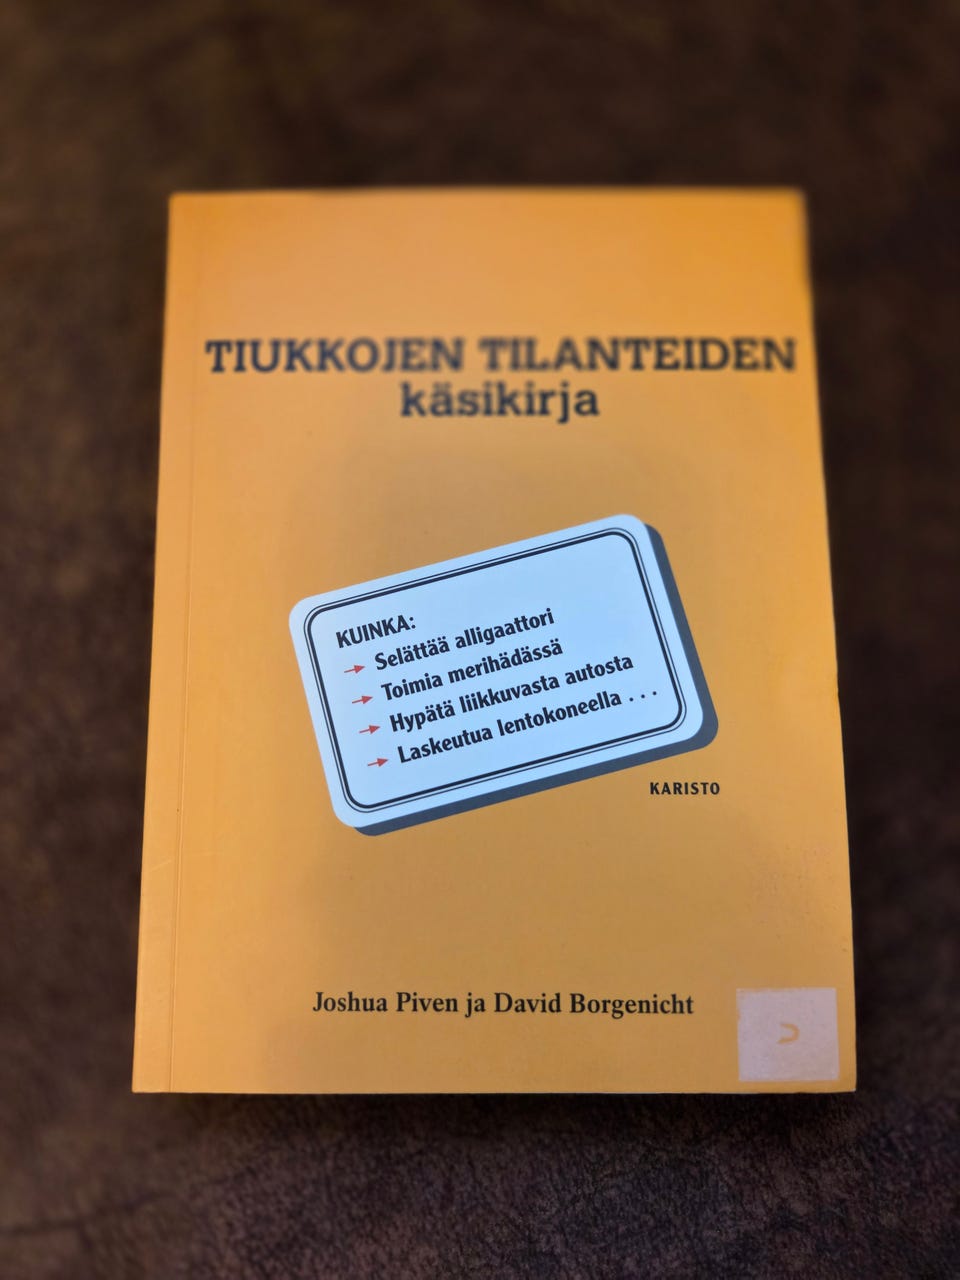 TIUKKOJEN TILANTEIDEN
käsikirja
KUINKA:
→ Selättää alligaattori
→ Toimia merihädässä
→ Hypätä liikkuvasta autosta
→ Laskeutua lentokoneella . . .
KARISTO
Joshua Piven ja David Borgenicht